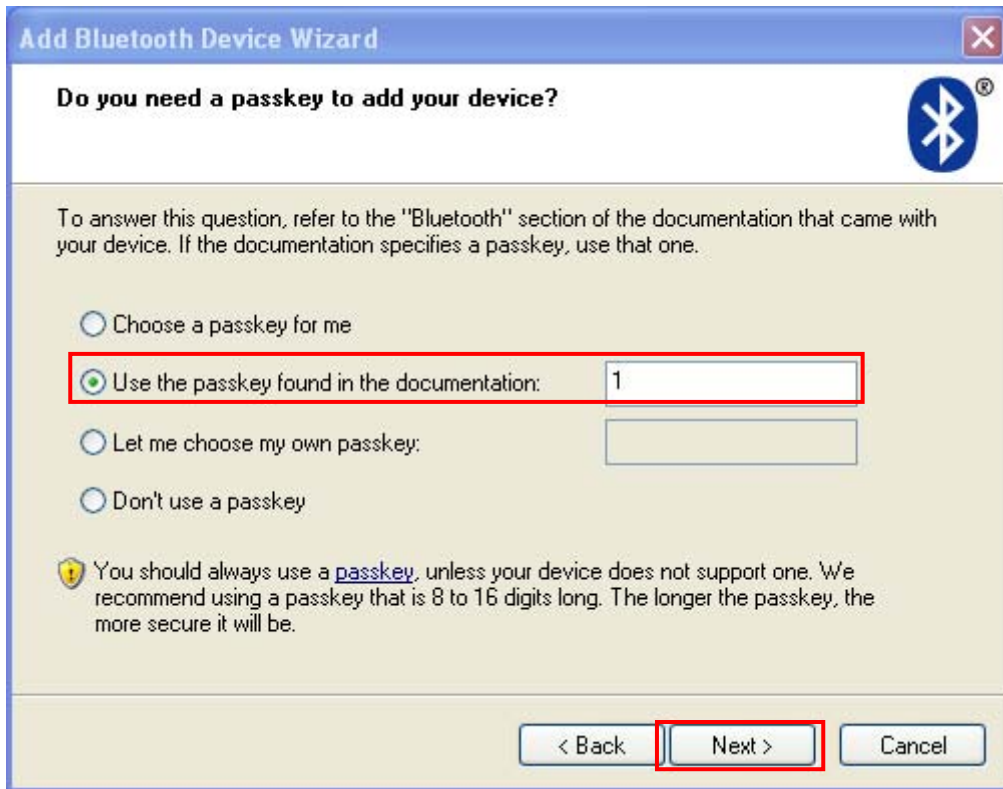 Add Bluetooth Device Wizard
Do you need a passkey to add your device?
®
To answer this question, refer to the "Bluetooth" section of the documentation that came with
your device. If the documentation specifies a passkey, use that one.
Choose a passkey for me
Use the passkey found in the documentation: 1
Let me choose my own passkey:
Don't use a passkey
You should always use a passkey, unless your device does not support one. We
recommend using a passkey that is 8 to 16 digits long. The longer the passkey, the
more secure it will be.
< Back Next > Cancel